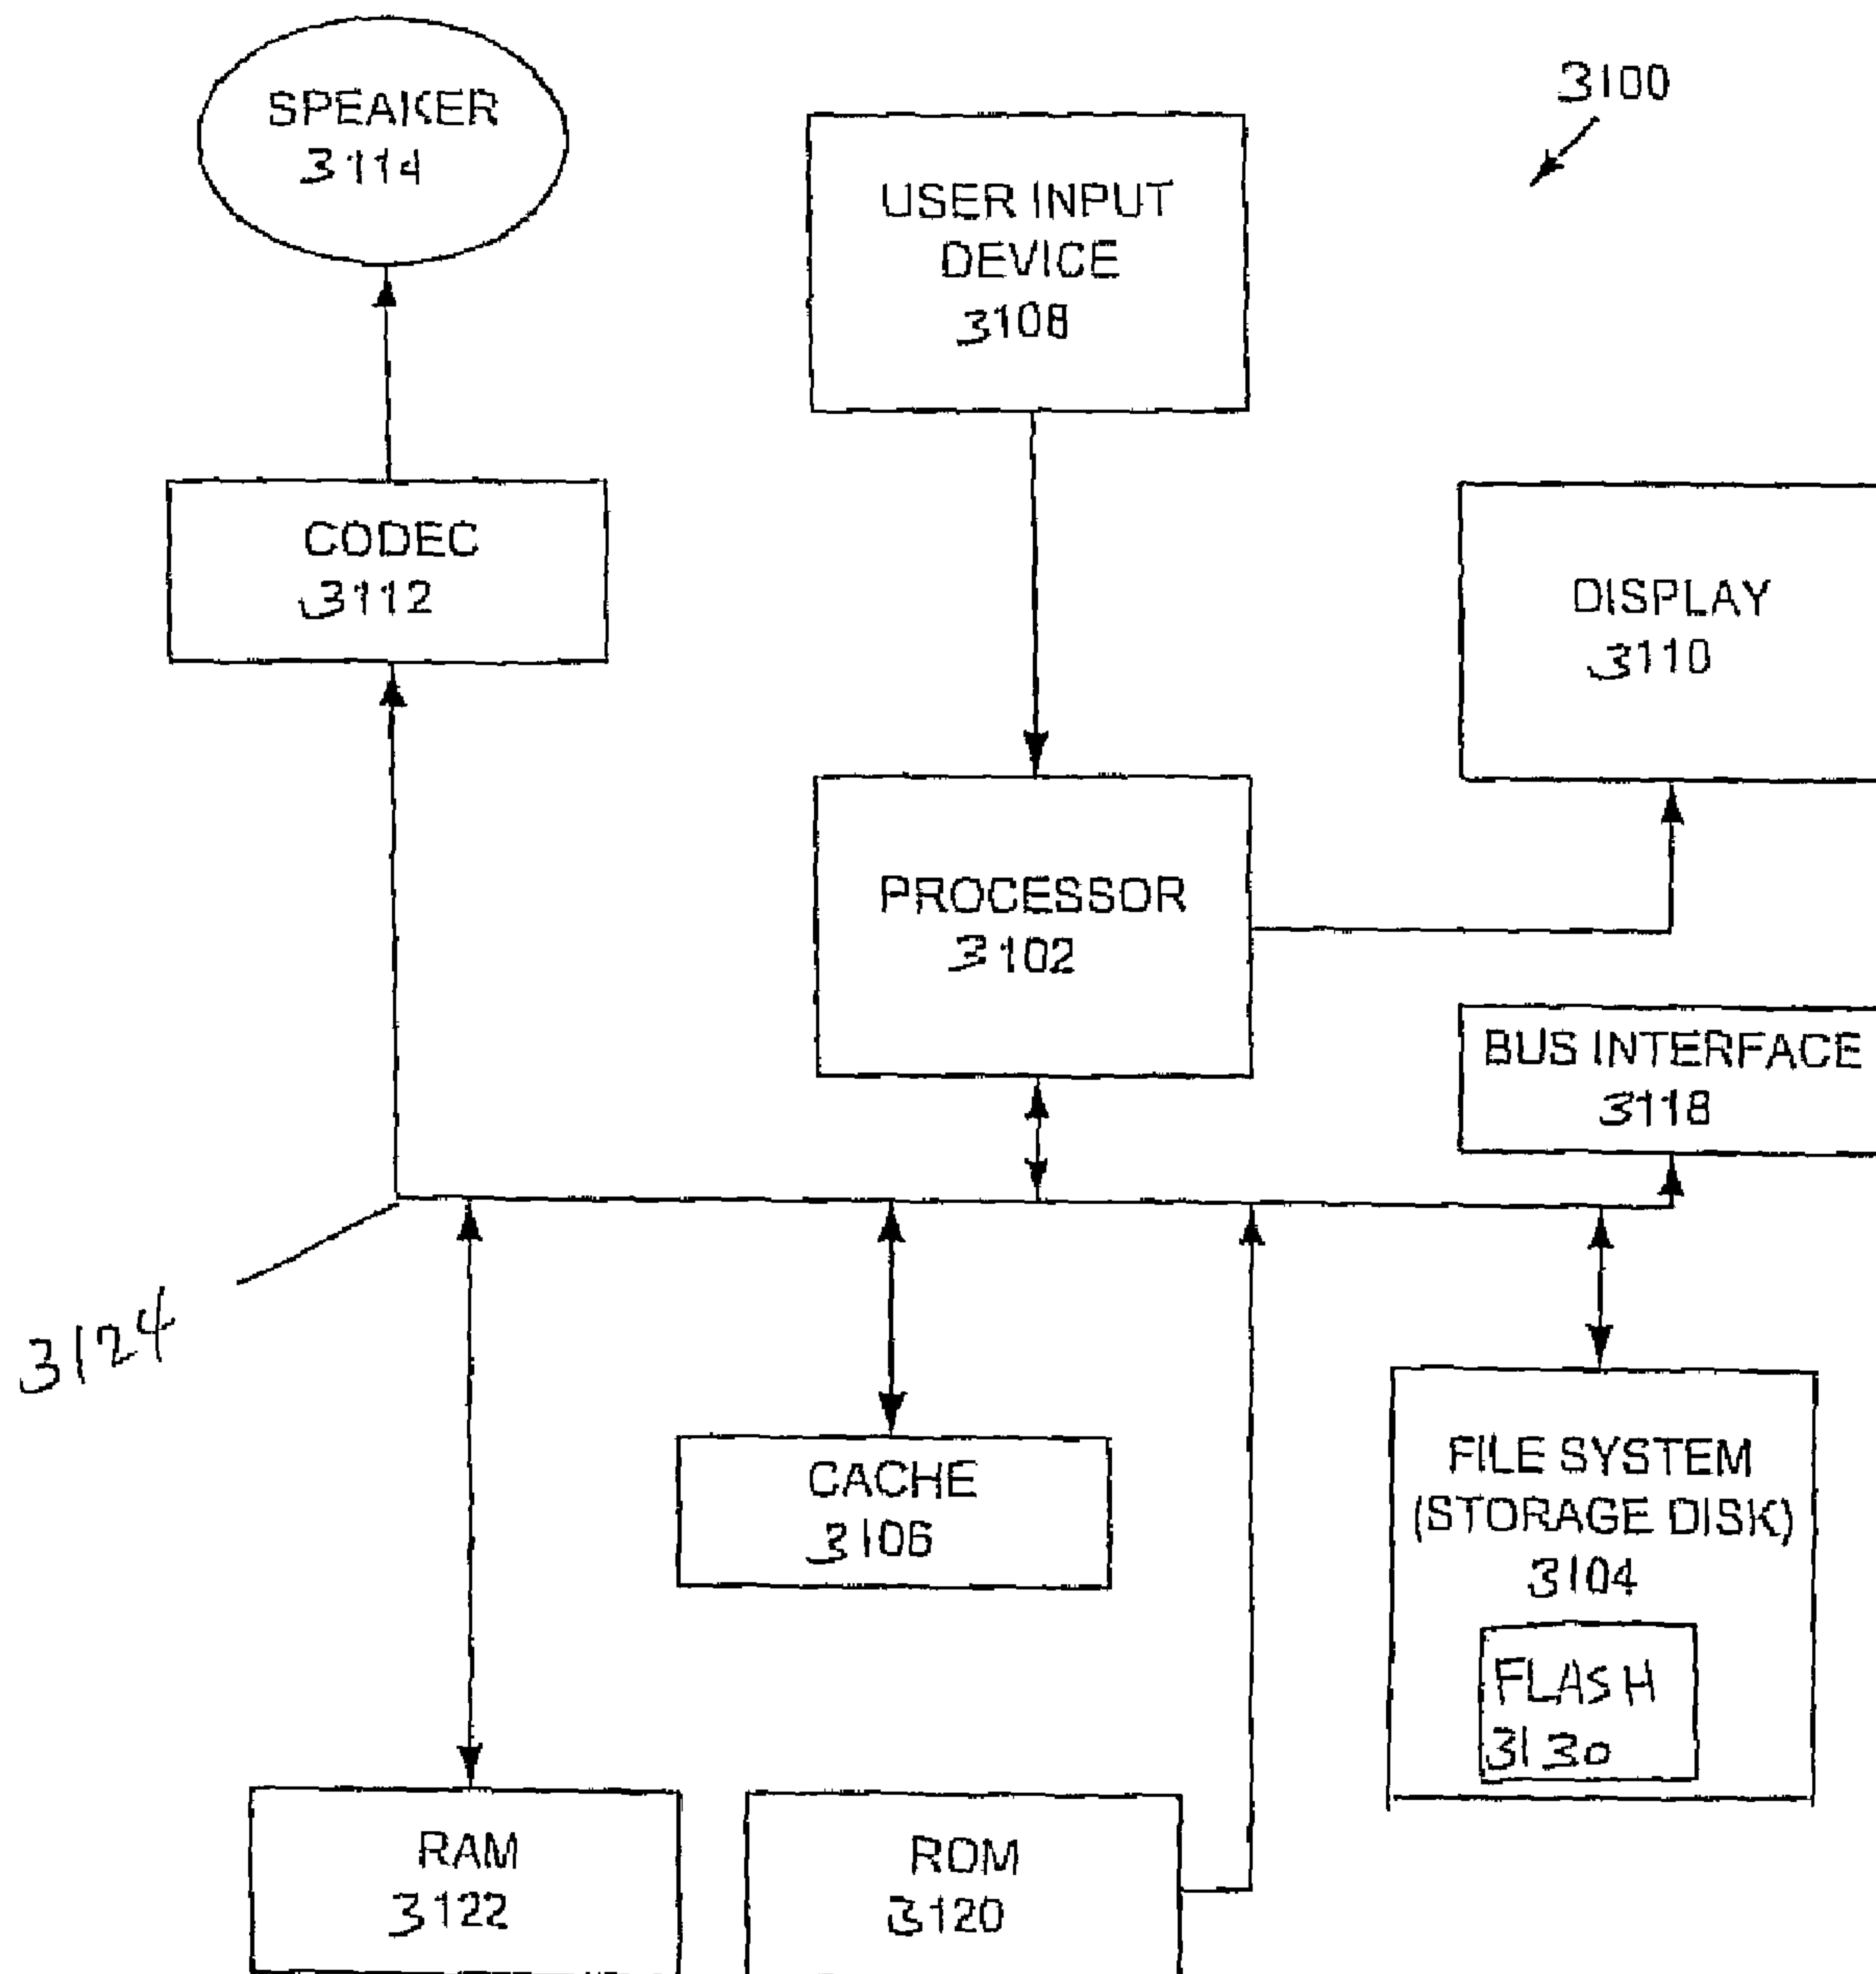 SPEAKER
3114
3100
USER INPUT
DEVICE
3108
CODEC
3112
DISPLAY
3110
PROCESSOR
3102
BUS INTERFACE
3118
3124
CACHE
3106
FILE SYSTEM
(STORAGE DISK)
3104
FLASH
3130
RAM
3122
ROM
3120